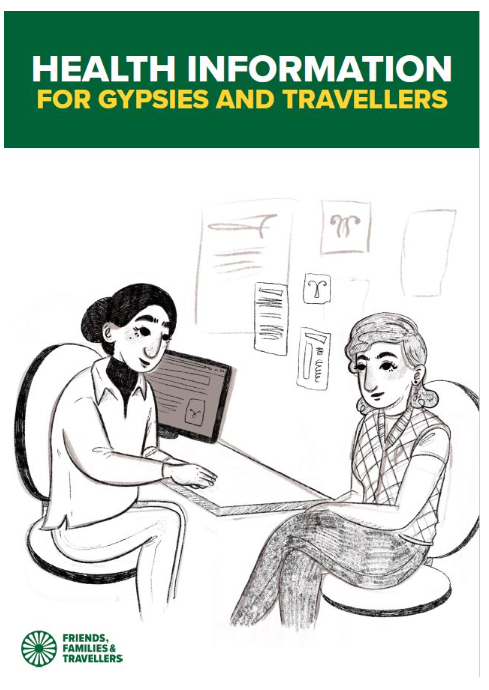 HEALTH INFORMATION
FOR GYPSIES AND TRAVELLERS
FRIENDS,
FAMILIES &
TRAVELLERS